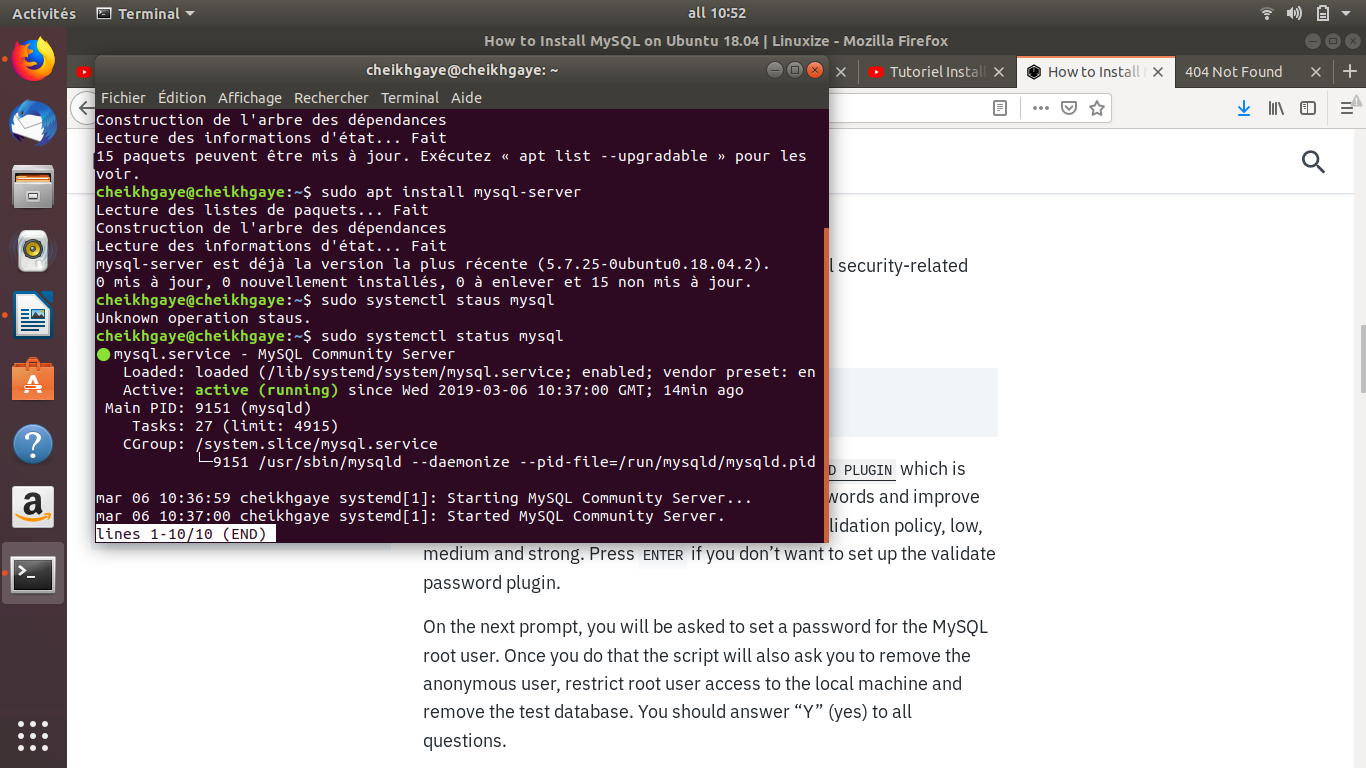 Activités
Terminal
all 10:52
How to Install MySQL on Ubuntu 18.04 | Linuxize - Mozilla Firefox
cheikhgaye@cheikhgaye: ~
Tutoriel Instal
How to Install
404 Not Found
Fichier Édition Affichage Rechercher Terminal Aide
Construction de l'arbre des dépendances
Lecture des informations d'état... Fait
15 paquets peuvent être mis à jour. Exécutez « apt list --upgradable » pour les
voir.
cheikhgaye@cheikhgaye:~$ sudo apt install mysql-server
Lecture des listes de paquets... Fait
Construction de l'arbre des dépendances
Lecture des informations d'état... Fait
mysql-server est déjà la version la plus récente (5.7.25-0ubuntu0.18.04.2).
0 mis à jour, 0 nouvellement installés, 0 à enlever et 15 non mis à jour.
cheikhgaye@cheikhgaye:~$ sudo systemctl staus mysql
Unknown operation staus.
cheikhgaye@cheikhgaye:~$ sudo systemctl status mysql
● mysql.service - MySQL Community Server
Loaded: loaded (/lib/systemd/system/mysql.service; enabled; vendor preset: en
Active: active (running) since Wed 2019-03-06 10:37:00 GMT; 14min ago
Main PID: 9151 (mysqld)
Tasks: 27 (limit: 4915)
CGroup: /system.slice/mysql.service
└─9151 /usr/sbin/mysqld --daemonize --pid-file=/run/mysqld/mysqld.pid
mar 06 10:36:59 cheikhgaye systemd[1]: Starting MySQL Community Server...
mar 06 10:37:00 cheikhgaye systemd[1]: Started MySQL Community Server.
lines 1-10/10 (END)
security-related
D PLUGIN which is
words and improve
lidation policy, low,
medium and strong. Press ENTER if you don’t want to set up the validate
password plugin.
On the next prompt, you will be asked to set a password for the MySQL
root user. Once you do that the script will also ask you to remove the
anonymous user, restrict root user access to the local machine and
remove the test database. You should answer “Y” (yes) to all
questions.